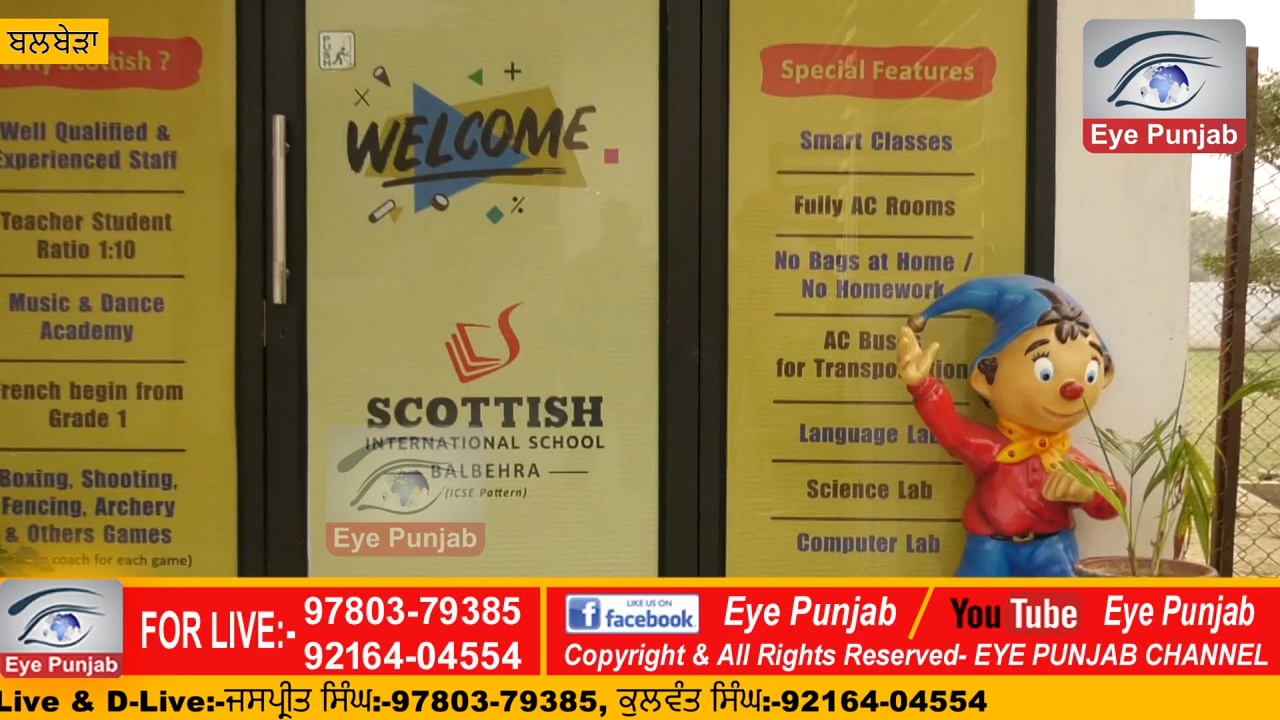 ਬਲਬੇੜਾ
Why Scottish ?
Well Qualified &
Experienced Staff
Teacher Student
Ratio 1:10
Music & Dance
Academy
French begin from
Grade 1
Boxing, Shooting,
Fencing, Archery
& Others Games
coach for each game)
PUSH
WELCOME
SCOTTISH
INTERNATIONAL SCHOOL
BALBEHRA
(ICSE Pattern)
Eye Punjab
Special Features
Smart Classes
Fully AC Rooms
No Bags at Home /
No Homework
AC Buses
for Transportation
Language Lab
Science Lab
Computer Lab
Eye Punjab
Eye Punjab
FOR LIVE:- 97803-79385
92164-04554
LIKE US ON
facebook Eye Punjab / YouTube Eye Punjab
Copyright & All Rights Reserved- EYE PUNJAB CHANNEL
Live & D-Live:-ਜਸਪ੍ਰੀਤ ਸਿੰਘ:-97803-79385, ਕੁਲਵੰਤ ਸਿੰਘ:-92164-04554